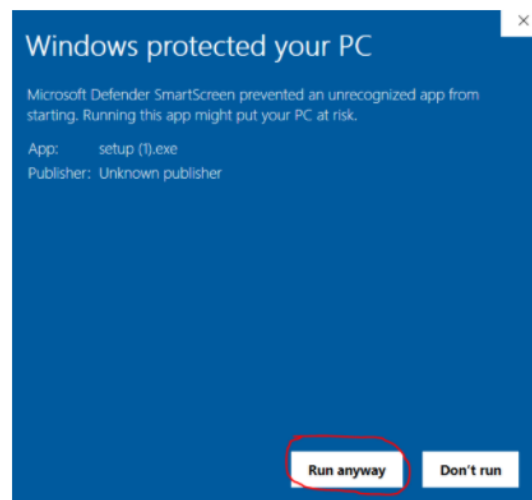 Windows protected your PC
Microsoft Defender SmartScreen prevented an unrecognized app from
starting. Running this app might put your PC at risk.
App: setup (1).exe
Publisher: Unknown publisher
Run anyway Don't run